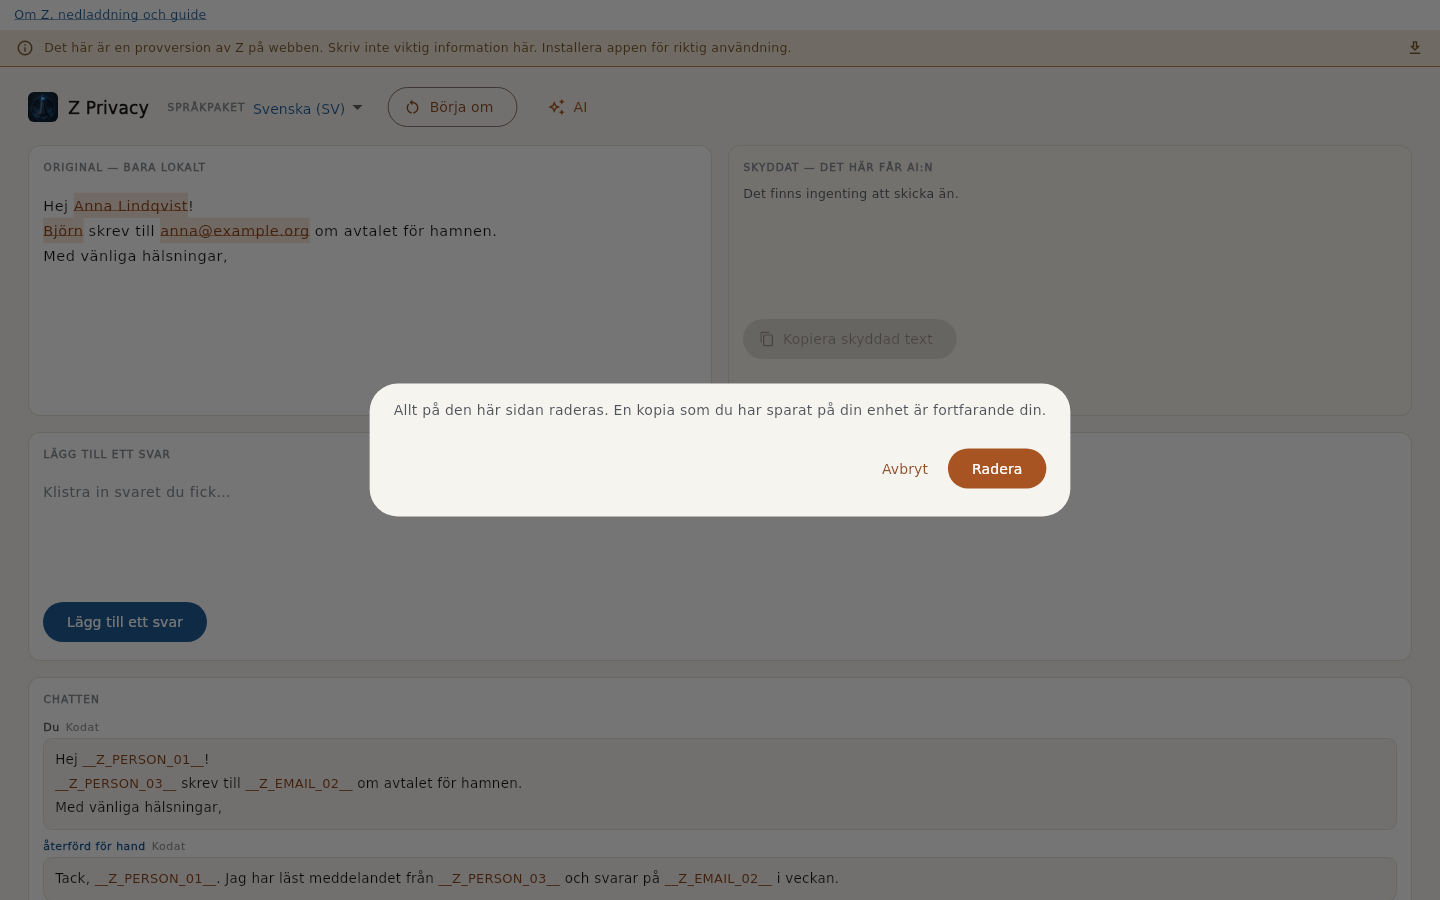 Om Z, nedladdning och guide
Det här är en provversion av Z på webben. Skriv inte viktig information här. Installera appen för riktig användning.
Z Privacy
SPRÅKPAKET
Svenska (SV)
Börja om
AI
ORIGINAL — BARA LOKALT
Hej Anna Lindqvist!
Björn skrev till anna@example.org om avtalet för hamnen.
Med vänliga hälsningar,
SKYDDAT — DET HÄR FÅR AI:N
Det finns ingenting att skicka än.
Kopiera skyddad text
Allt på den här sidan raderas. En kopia som du har sparat på din enhet är fortfarande din.
Avbryt
Radera
LÄGG TILL ETT SVAR
Klistra in svaret du fick…
Lägg till ett svar
CHATTEN
Du Kodat
Hej __Z_PERSON_01__!
__Z_PERSON_03__ skrev till __Z_EMAIL_02__ om avtalet för hamnen.
Med vänliga hälsningar,
återförd för hand Kodat
Tack, __Z_PERSON_01__. Jag har läst meddelandet från __Z_PERSON_03__ och svarar på __Z_EMAIL_02__ i veckan.